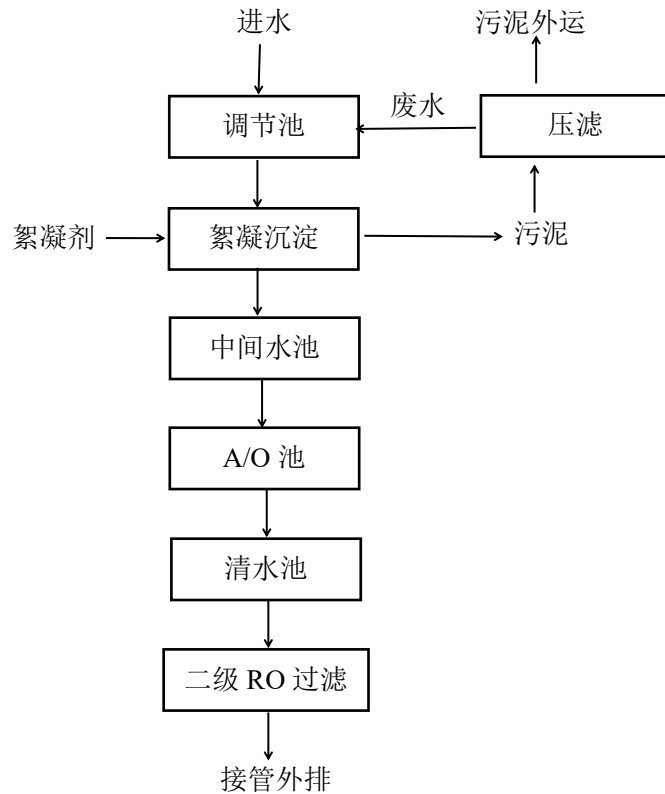 进水
污泥外运
调节池
废水
压滤
絮凝剂
絮凝沉淀
污泥
中间水池
A/O 池
清水池
二级 RO 过滤
接管外排